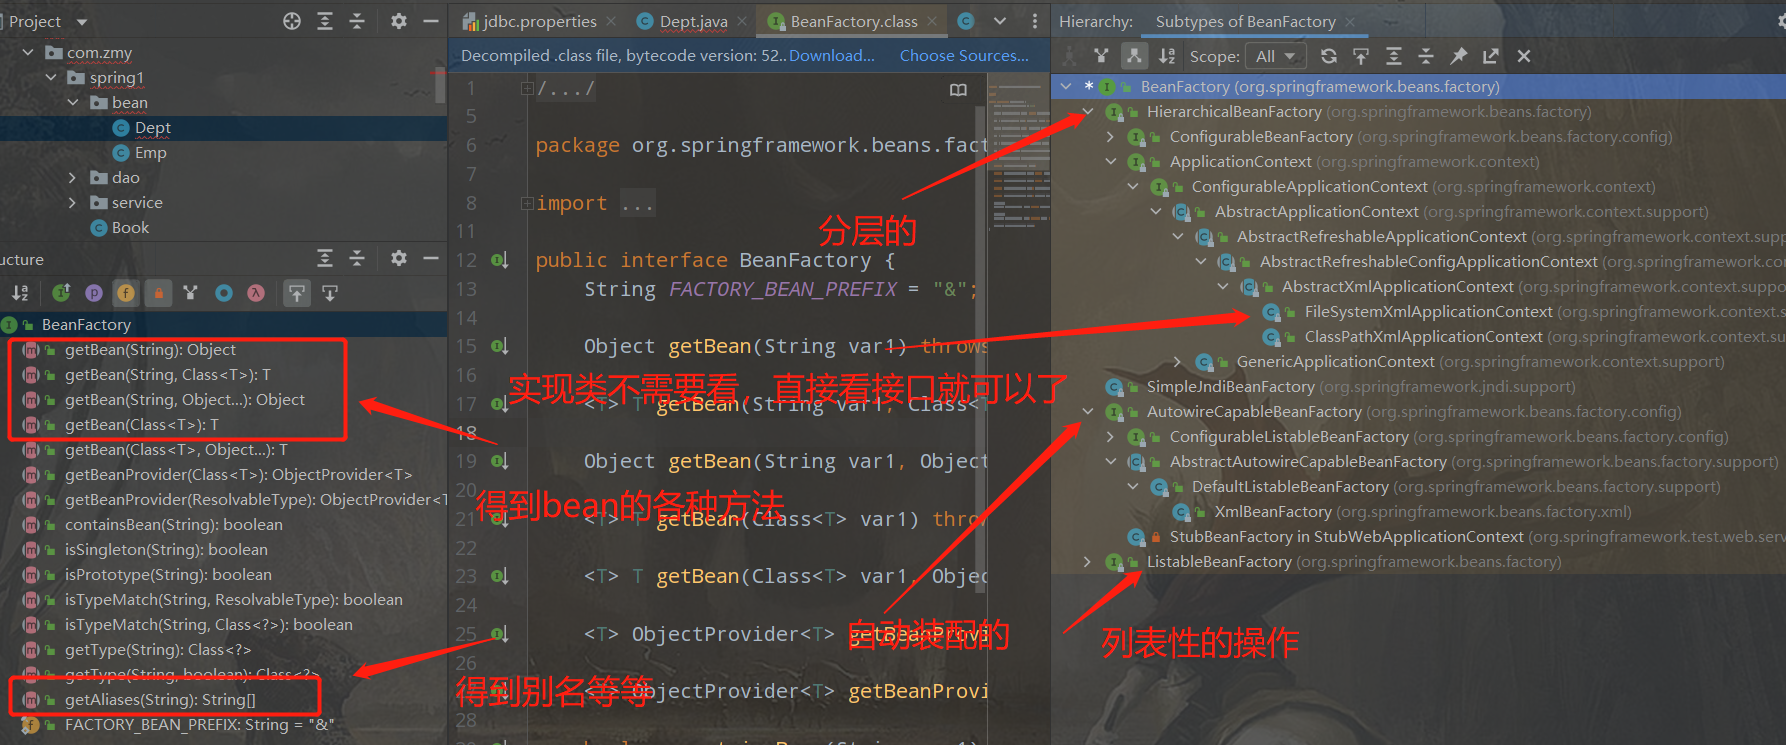 Project
com.zmy
spring1
bean
Dept
Emp
dao
service
Book
ucture
BeanFactory
getBean(String): Object
getBean(String, Class<T>): T
getBean(String, Object...): Object
getBean(Class<T>): T
getBean(Class<T>, Object...): T
getBeanProvider(Class<T>): ObjectProvider<T>
getBeanProvider(ResolvableType): ObjectProvider<T
containsBean(String): boolean
isSingleton(String): boolean
isPrototype(String): boolean
isTypeMatch(String, ResolvableType): boolean
isTypeMatch(String, Class<?>): boolean
getType(String): Class<?>
getType(String, boolean): Class<?>
getAliases(String): String[]
FACTORY_BEAN_PREFIX: String = "&"
jdbc.properties
Dept.java
BeanFactory.class
Decompiled .class file, bytecode version: 52.. Download... Choose Sources...
1 /.../
5
6 package org.springframework.beans.fact
7
8 import ...
11
12 public interface BeanFactory {
13 String FACTORY_BEAN_PREFIX = "&";
14
15 Object getBean(String var1) throws
16
17 <T> T getBean(String var1, Class<T
18
19 Object getBean(String var1, Object
20
21 <T> T getBean(Class<T> var1) throw
22
23 <T> T getBean(Class<T> var1, Objec
24
25 <T> ObjectProvider<T> getBeanProvi
26
<T> ObjectProvider<T> getBeanProvi
28
分层的
实现类不需要看，直接看接口就可以了
得到bean的各种方法
自动装配的
得到别名等等
列表性的操作
Hierarchy: Subtypes of BeanFactory
Scope: All
* BeanFactory (org.springframework.beans.factory)
HierarchicalBeanFactory (org.springframework.beans.factory)
ConfigurableBeanFactory (org.springframework.beans.factory.config)
ApplicationContext (org.springframework.context)
ConfigurableApplicationContext (org.springframework.context)
AbstractApplicationContext (org.springframework.context.support)
AbstractRefreshableApplicationContext (org.springframework.context.supp
AbstractRefreshableConfigApplicationContext (org.springframework.co
AbstractXmlApplicationContext (org.springframework.context.suppo
FileSystemXmlApplicationContext (org.springframework.context.s
ClassPathXmlApplicationContext (org.springframework.context.su
GenericApplicationContext (org.springframework.context.support)
SimpleJndiBeanFactory (org.springframework.jndi.support)
AutowireCapableBeanFactory (org.springframework.beans.factory.config)
ConfigurableListableBeanFactory (org.springframework.beans.factory.config)
AbstractAutowireCapableBeanFactory (org.springframework.beans.factory.support)
DefaultListableBeanFactory (org.springframework.beans.factory.support)
XmlBeanFactory (org.springframework.beans.factory.xml)
StubBeanFactory in StubWebApplicationContext (org.springframework.test.web.serv
ListableBeanFactory (org.springframework.beans.factory)